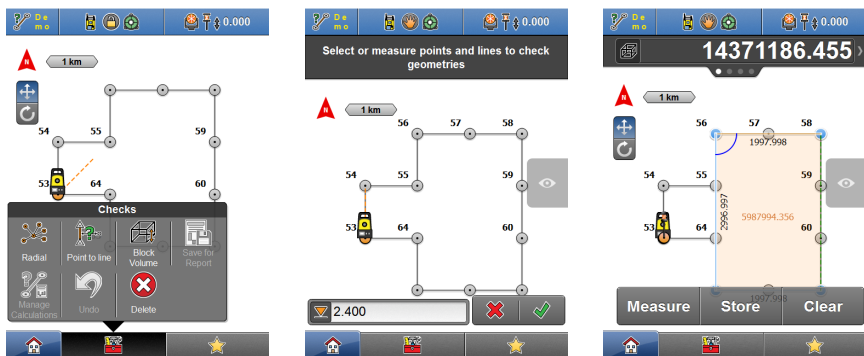 De
mo
0.000
1 km
54
55
59
53
64
60
Checks
Radial
Point to line
Block
Volume
Save for
Report
Manage
Calculations
Undo
Delete
De
mo
0.000
Select or measure points and lines to check
geometries
1 km
56
57
58
54
55
59
53
64
60
2.400
De
mo
0.000
14371186.455
1 km
56
57
58
1997.998
54
55
59
2996.997
5987994.356
53
64
60
1997.998
Measure
Store
Clear